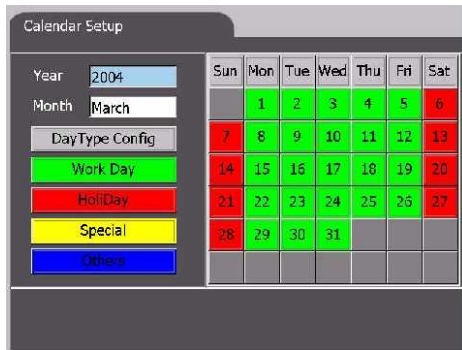 Calendar Setup
Year 2004
Month March
DayType Config
Work Day
HoliDay
Special
Others
Sun Mon Tue Wed Thu Fri Sat
1 2 3 4 5 6
7 8 9 10 11 12 13
14 15 16 17 18 19 20
21 22 23 24 25 26 27
28 29 30 31